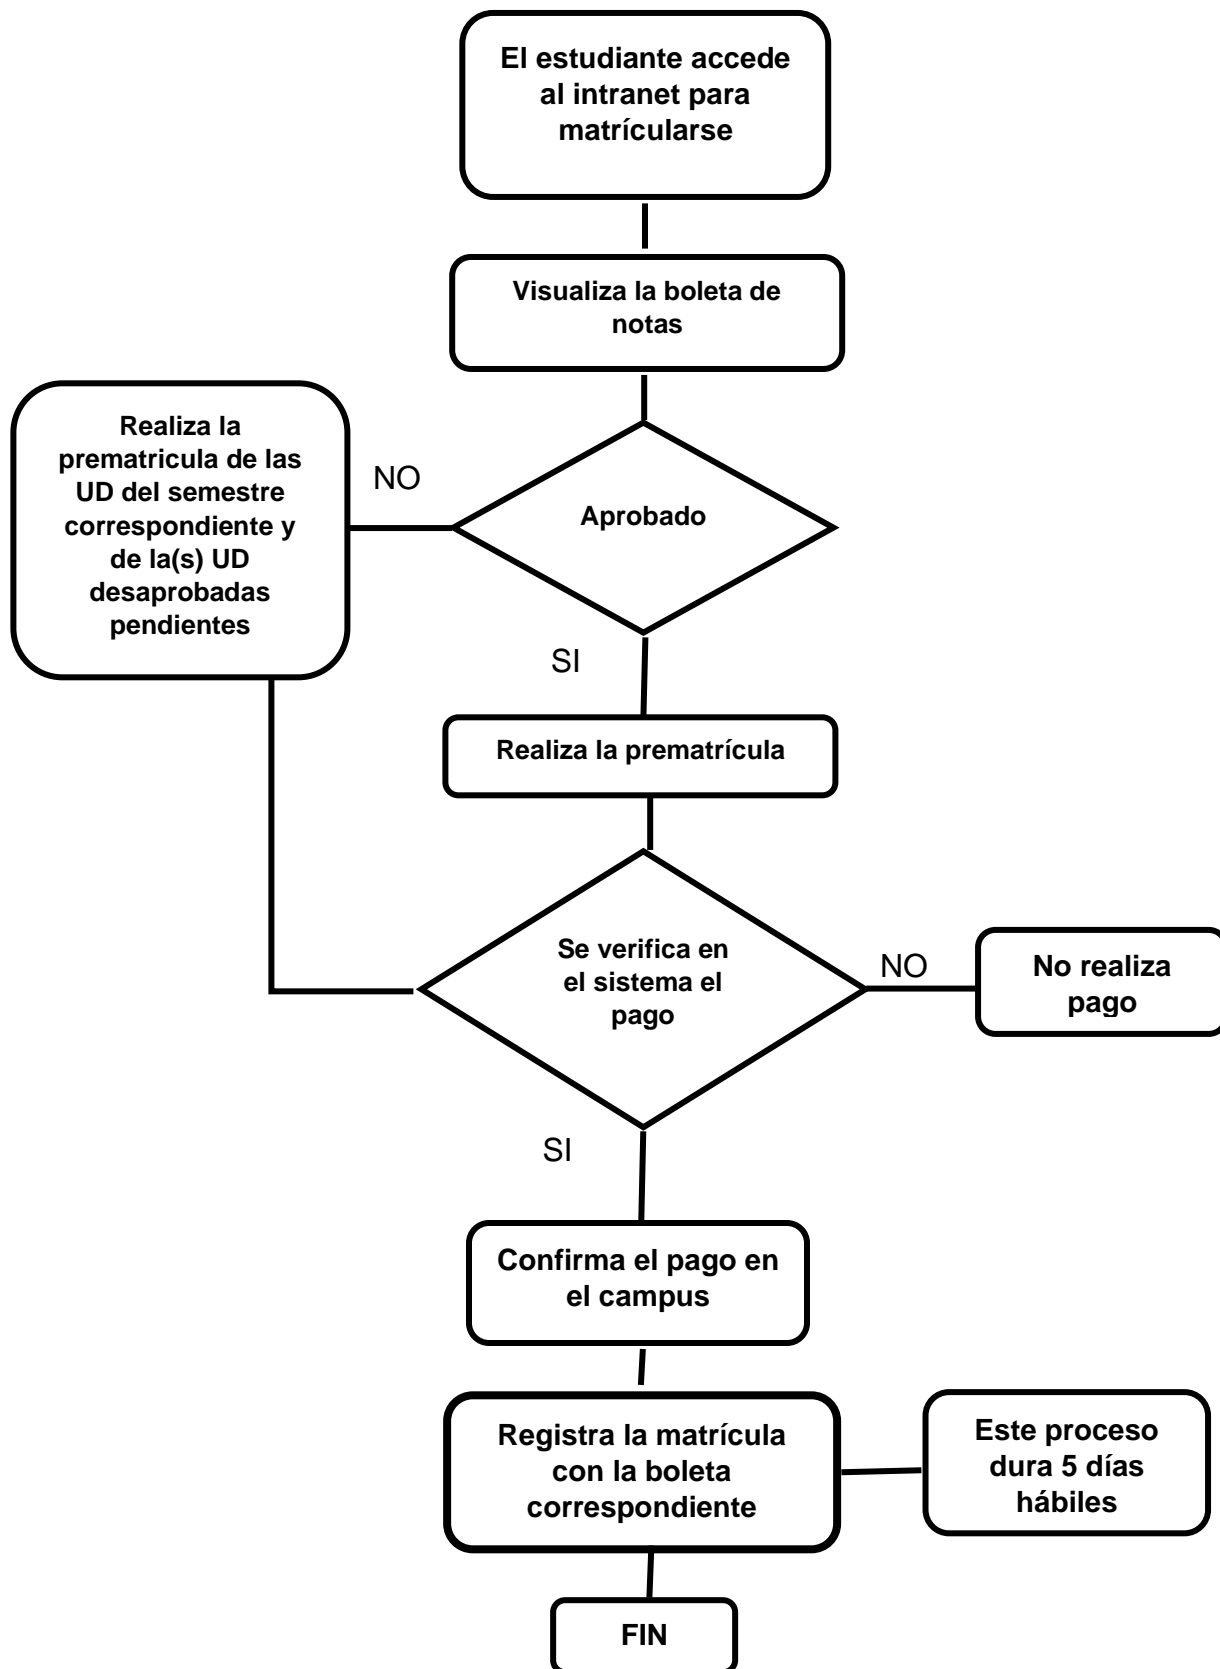 El estudiante accede
al intranet para
matrícularse
Visualiza la boleta de
notas
Realiza la
prematricula de las
UD del semestre
correspondiente y
de la(s) UD
desaprobadas
pendientes
NO
Aprobado
SI
Realiza la prematrícula
Se verifica en
el sistema el
pago
NO
No realiza
pago
SI
Confirma el pago en
el campus
Registra la matrícula
con la boleta
correspondiente
Este proceso
dura 5 días
hábiles
FIN